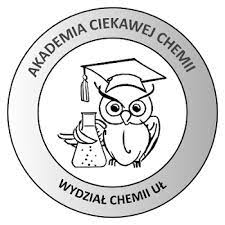 AKADEMIA CIEKAWEJ CHEMII
WYDZIAŁ CHEMII UŁ